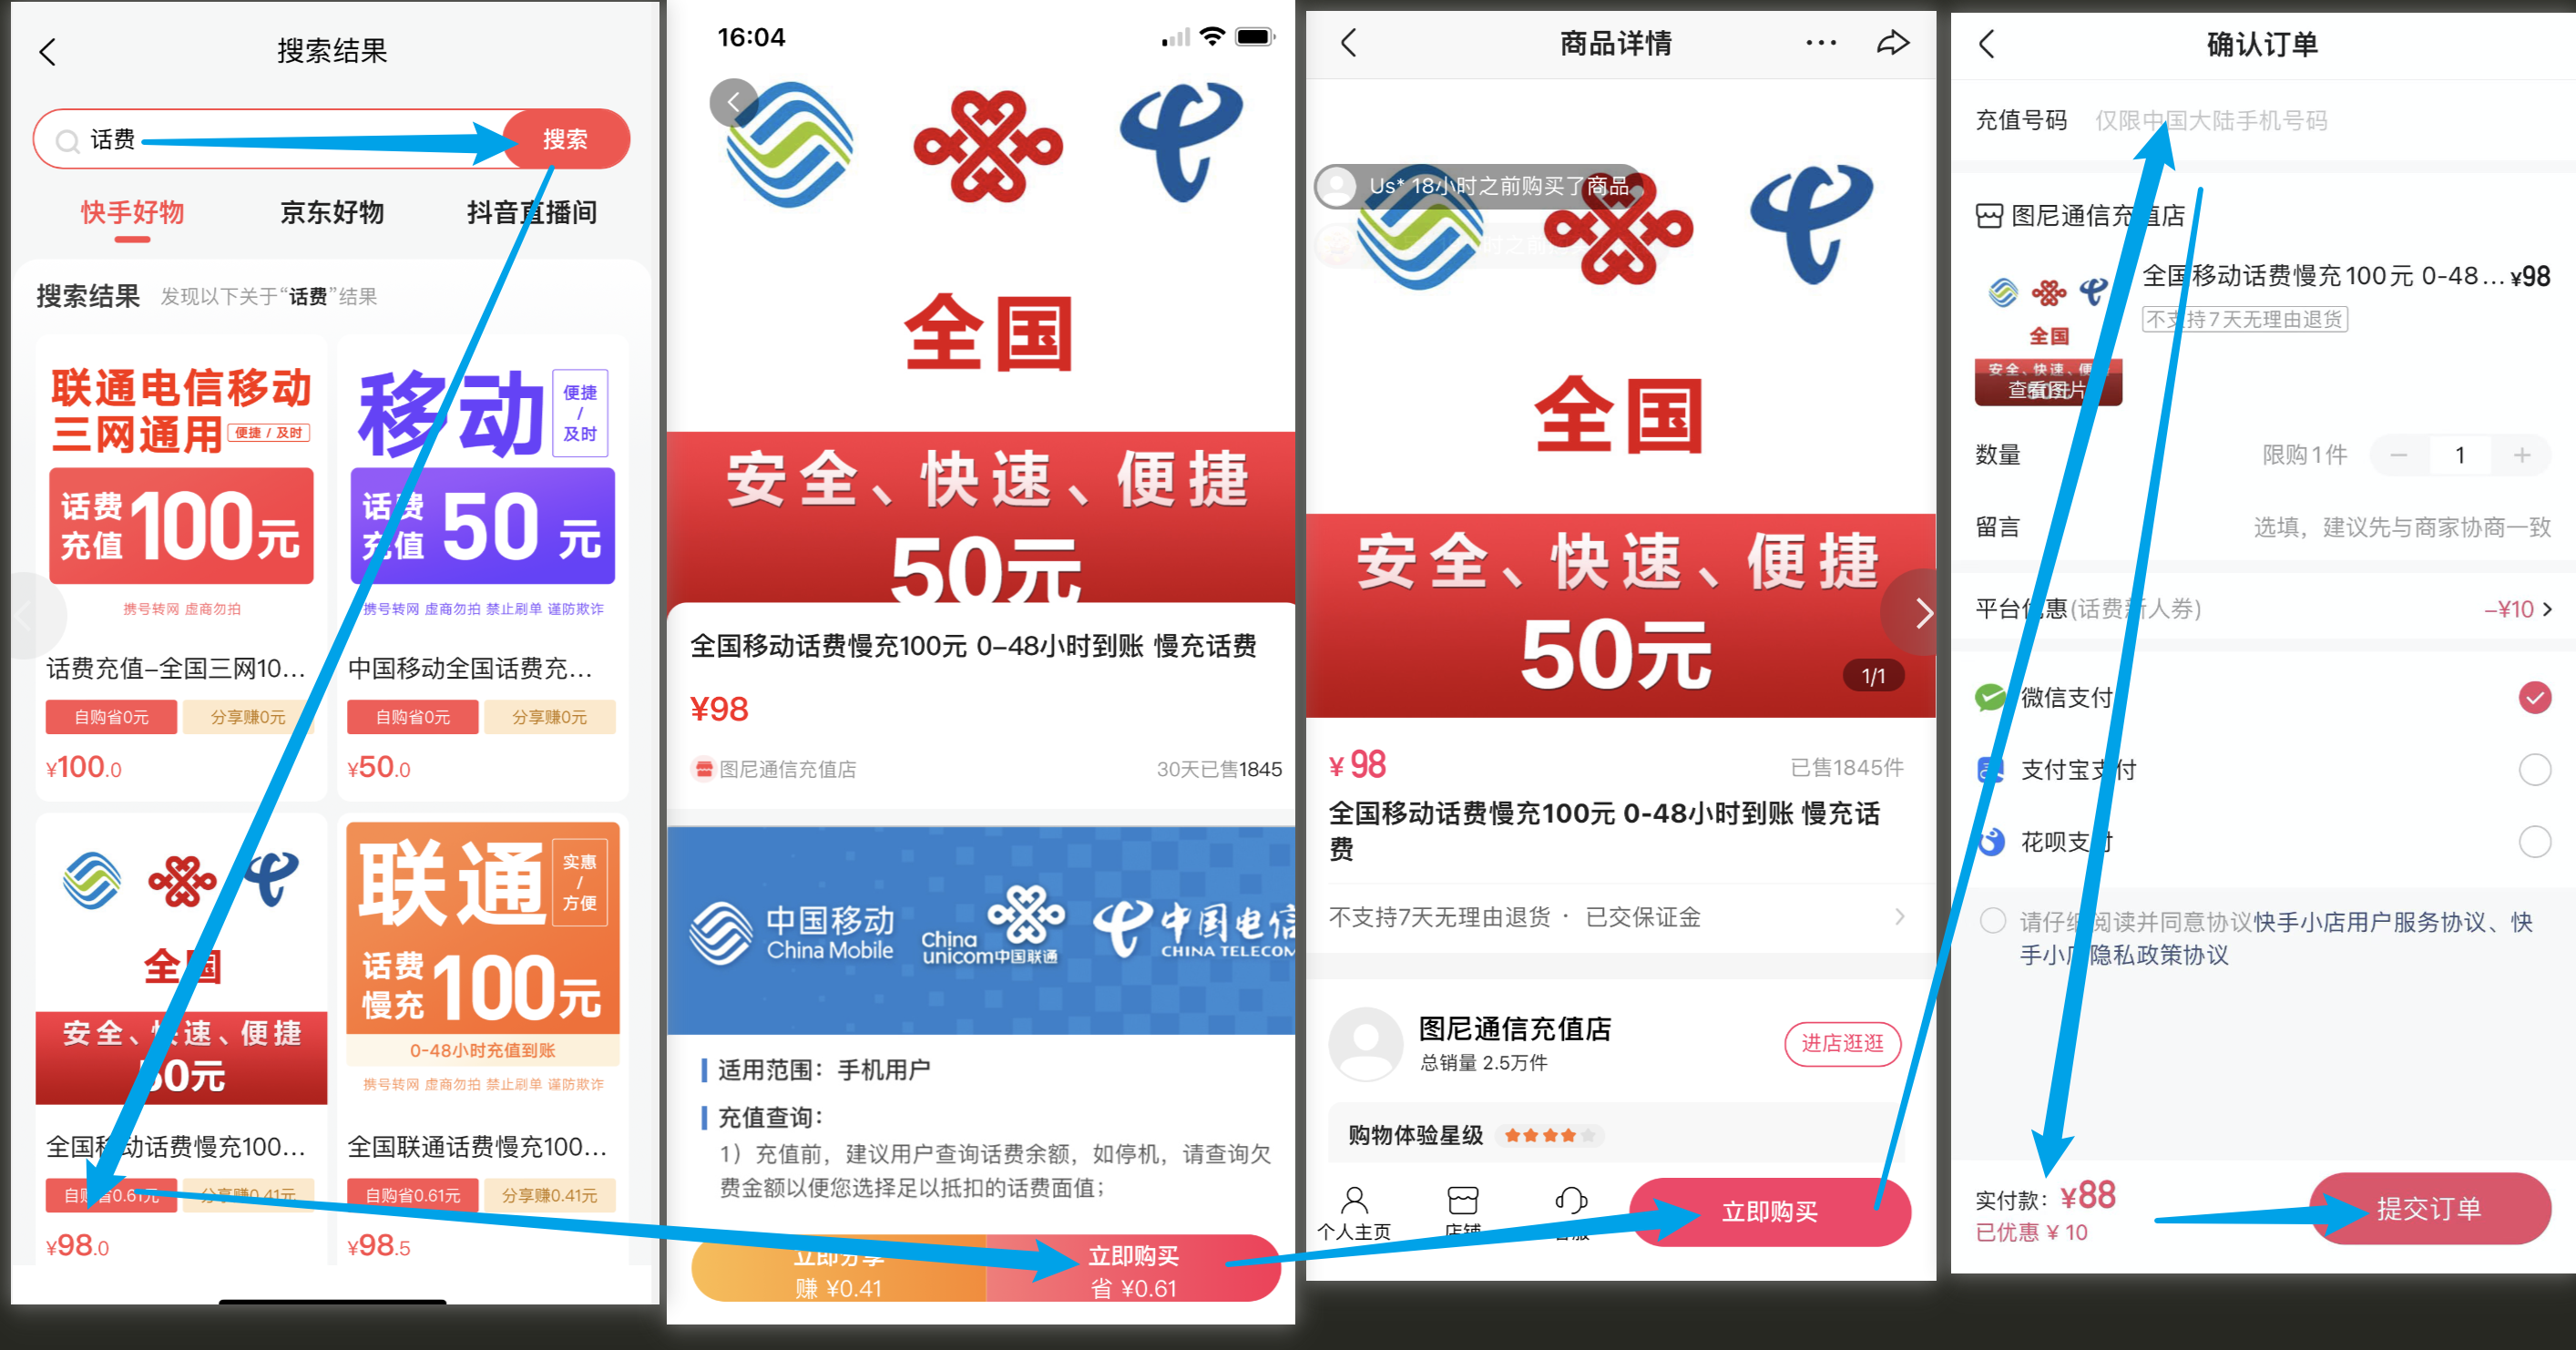 搜索结果
话费
搜索
快手好物
京东好物
抖音直播间
搜索结果
发现以下关于“话费”结果
联通电信移动
三网通用
便捷 / 及时
话费
充值
100元
携号转网 虚商勿拍
话费充值-全国三网10...
自购省0元
分享赚0元
¥100.0
移动
便捷
/
及时
话费
充值
50 元
携号转网 虚商勿拍 禁止刷单 谨防欺诈
中国移动全国话费充...
自购省0元
分享赚0元
¥50.0
全国
安全、快速、便捷
50元
全国移动话费慢充100...
自购省0.61元
分享赚0.41元
¥98.0
联通
实惠
/
方便
话费
慢充
100元
0-48小时充值到账
携号转网 虚商勿拍 禁止刷单 谨防欺诈
全国联通话费慢充100...
自购省0.61元
分享赚0.41元
¥98.5
16:04
全国
安全、快速、便捷
50元
全国移动话费慢充100元 0-48小时到账 慢充话费
¥98
图尼通信充值店
30天已售1845
中国移动
China Mobile
China
unicom中国联通
中国电信
CHINA TELECOM
适用范围：手机用户
充值查询：
1）充值前，建议用户查询话费余额，如停机，请查询欠
费金额以便您选择足以抵扣的话费面值；
立即分享
赚 ¥0.41
立即购买
省 ¥0.61
商品详情
Us* 18小时之前购买了商品
全国
安全、快速、便捷
50元
1/1
¥ 98
已售1845件
全国移动话费慢充100元 0-48小时到账 慢充话
费
不支持7天无理由退货 · 已交保证金
图尼通信充值店
总销量 2.5万件
进店逛逛
购物体验星级
个人主页
店铺
客服
立即购买
确认订单
充值号码
仅限中国大陆手机号码
图尼通信充值店
全国移动话费慢充100元 0-48... ¥98
不支持7天无理由退货
全国
安全、快速、便
查看图片
数量
限购1件
1
留言
选填，建议先与商家协商一致
平台优惠(话费新人券)
-¥10
微信支付
支付宝支付
花呗支付
请仔细阅读并同意协议快手小店用户服务协议、快
手小店隐私政策协议
实付款：¥88
已优惠 ¥ 10
提交订单